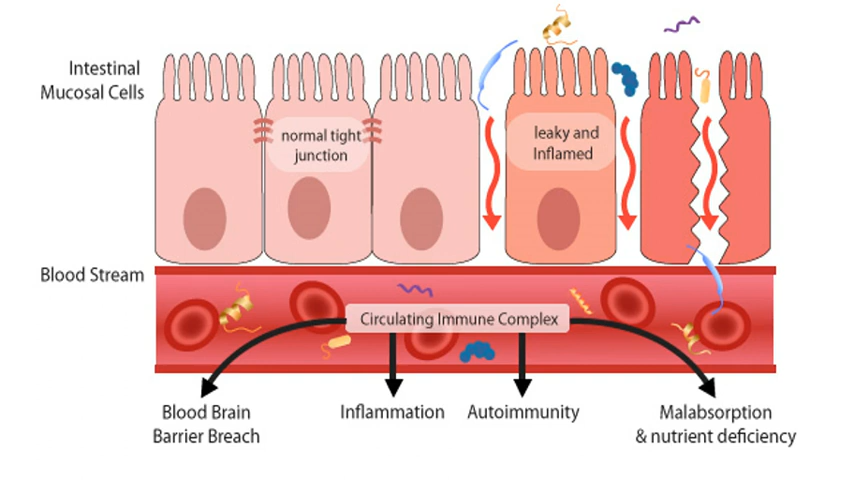 Intestinal
Mucosal Cells
normal tight
junction
leaky and
Inflamed
Blood Stream
Circulating Immune Complex
Blood Brain
Barrier Breach
Inflammation
Autoimmunity
Malabsorption
& nutrient deficiency